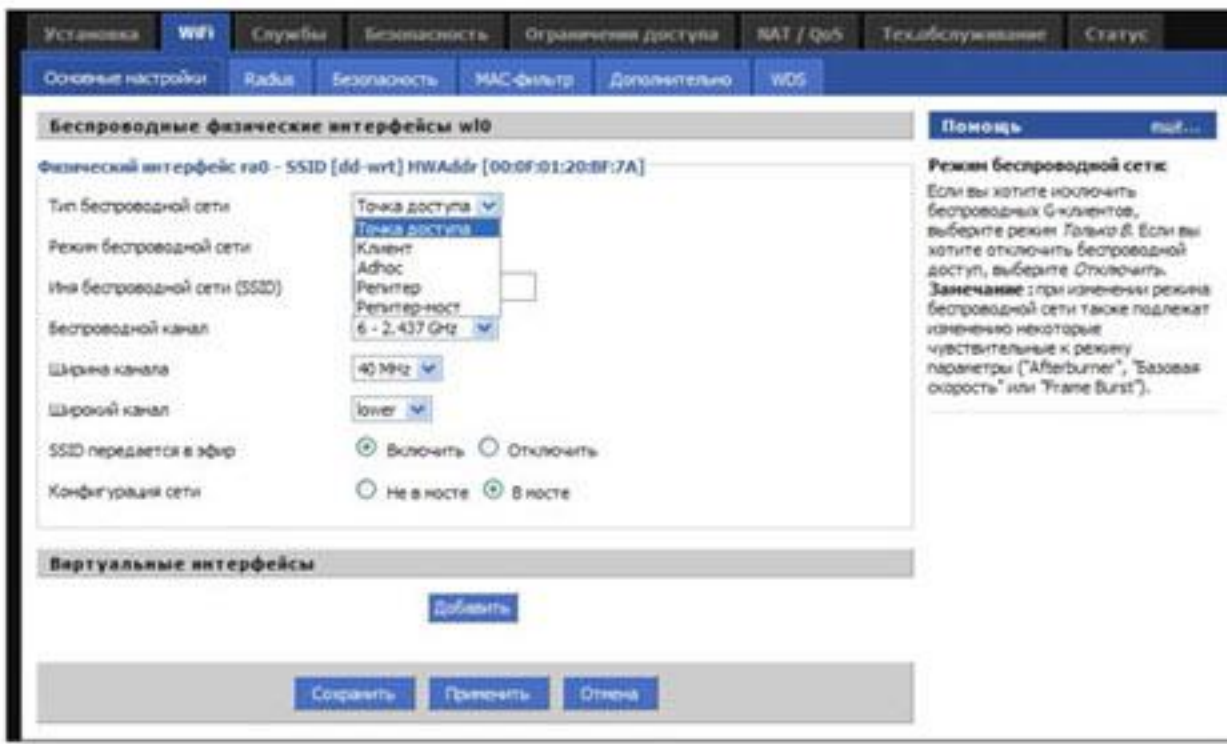 Установка WiFi Службы Безопасность Ограничения доступа NAT / QoS Тех.обслуживание Статус
Основные настройки Radius Безопасность MAC-фильтр Дополнительно WDS
Беспроводные физические интерфейсы wl0
Физический интерфейс ra0 - SSID [dd-wrt] HWAddr [00:0F:01:20:BF:7A]
Тип беспроводной сети Точка доступа
Точка доступа
Клиент
Adhoc
Репитер
Репитер-мост
Режим беспроводной сети
Имя беспроводной сети (SSID)
Беспроводной канал 6 - 2.437 GHz
Ширина канала 40 MHz
Широкий канал lower
SSID передается в эфир Включить Отключить
Конфигурация сети Не в мосте В мосте
Виртуальные интерфейсы
Добавить
Сохранить Применить Отмена
Помощь
Режим беспроводной сети:
Если вы хотите исключить
беспроводных G-клиентов,
выберите режим Только B. Если вы
хотите отключить беспроводной
доступ, выберите Отключить.
Замечание : при изменении режима
беспроводной сети также подлежат
изменению некоторые
чувствительные к режиму
параметры ("Afterburner", "Базовая
скорость" или "Frame Burst").